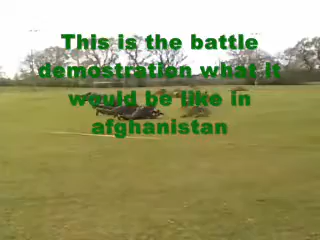 This is the battle
demostration what it
would be like in
afghanistan